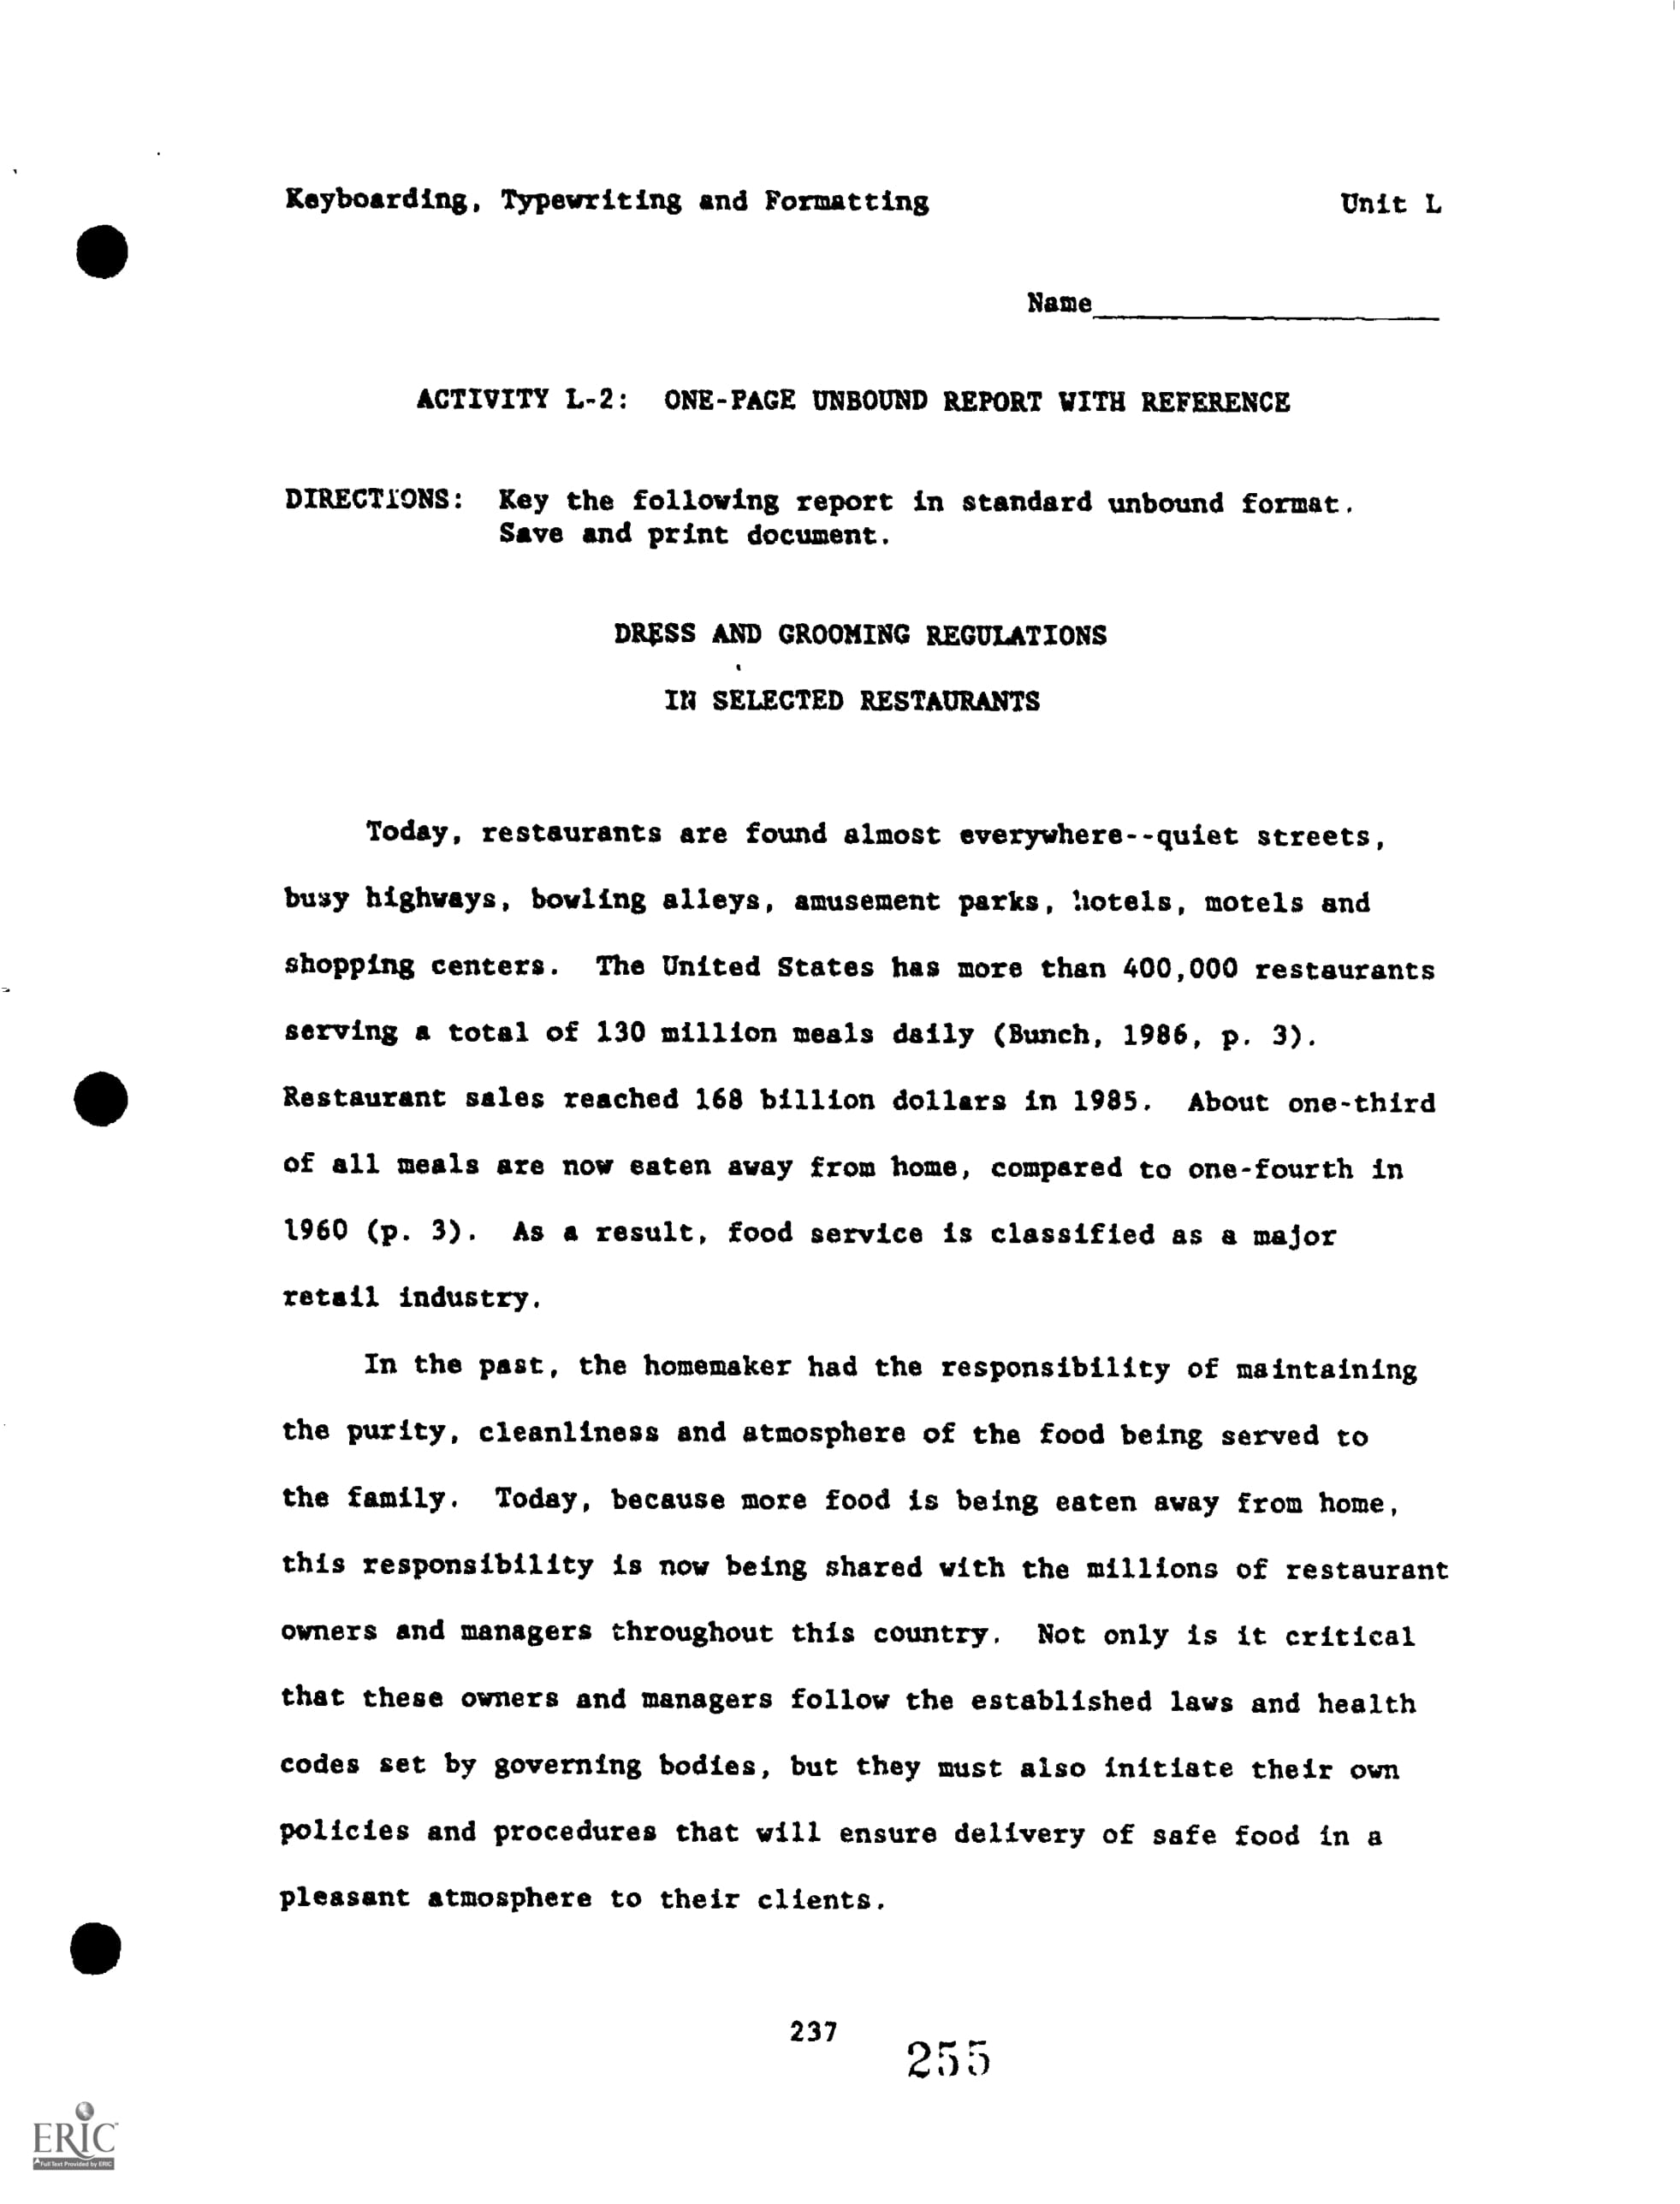 Keyboarding, Typewriting and Formatting Unit L
Name
ACTIVITY L-2: ONE-PAGE UNBOUND REPORT WITH REFERENCE
DIRECTIONS: Key the following report in standard unbound format.
Save and print document.
DRESS AND GROOMING REGULATIONS
IN SELECTED RESTAURANTS
Today, restaurants are found almost everywhere--quiet streets,
busy highways, bowling alleys, amusement parks, hotels, motels and
shopping centers. The United States has more than 400,000 restaurants
serving a total of 130 million meals daily (Bunch, 1986, p. 3).
Restaurant sales reached 168 billion dollars in 1985. About one-third
of all meals are now eaten away from home, compared to one-fourth in
1960 (p. 3). As a result, food service is classified as a major
retail industry.
In the past, the homemaker had the responsibility of maintaining
the purity, cleanliness and atmosphere of the food being served to
the family. Today, because more food is being eaten away from home,
this responsibility is now being shared with the millions of restaurant
owners and managers throughout this country. Not only is it critical
that these owners and managers follow the established laws and health
codes set by governing bodies, but they must also initiate their own
policies and procedures that will ensure delivery of safe food in a
pleasant atmosphere to their clients.
237
255
ERIC
Full Text Provided by ERIC